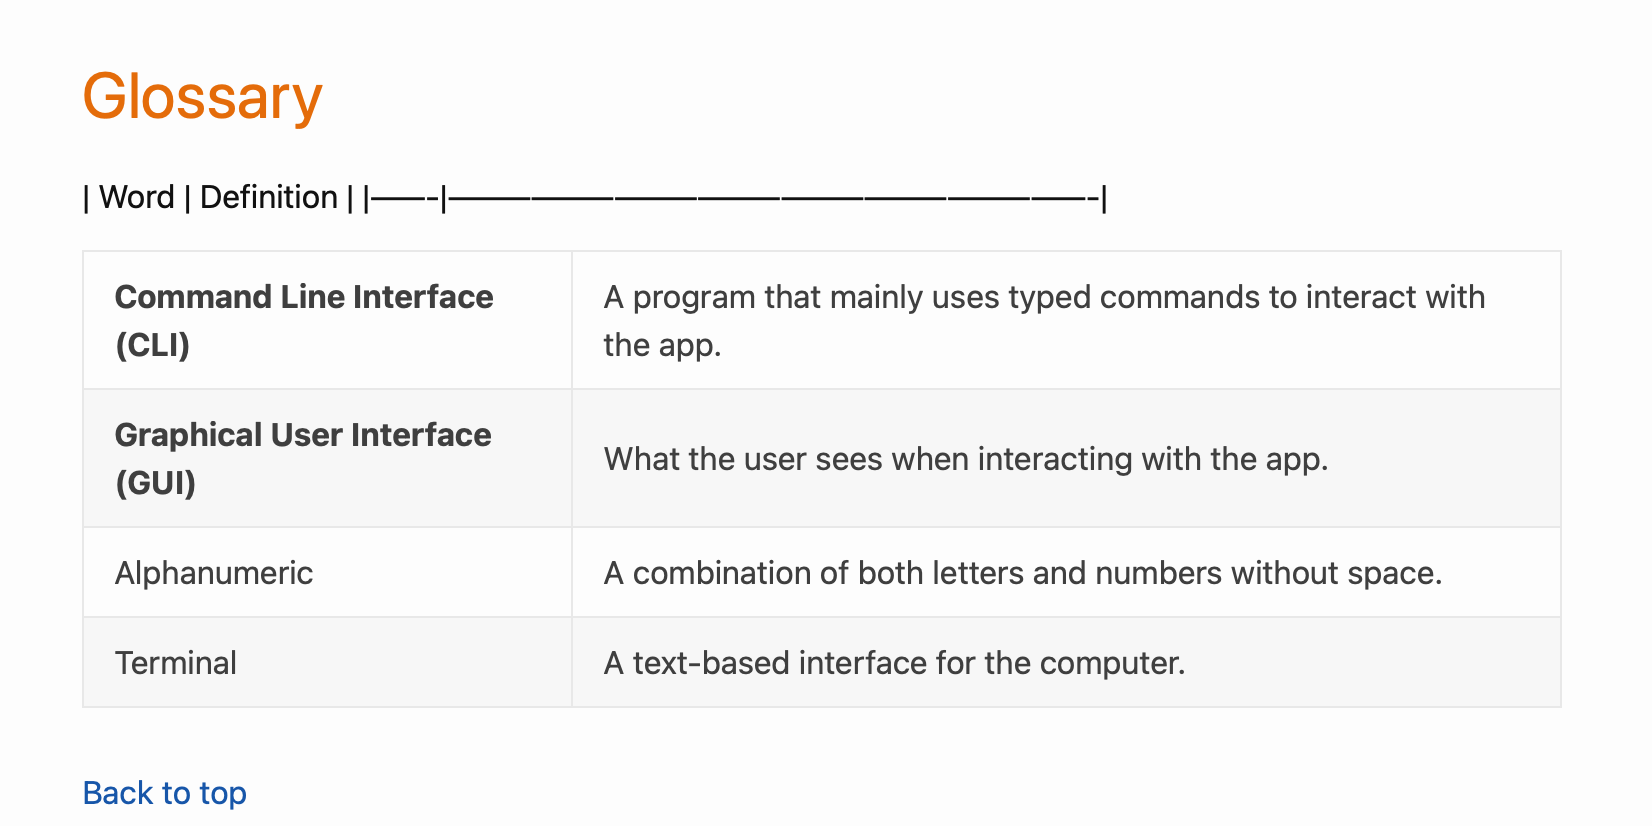 Glossary
| Word | Definition | |——-|————————————————————————-|
Command Line Interface
(CLI)
A program that mainly uses typed commands to interact with
the app.
Graphical User Interface
(GUI)
What the user sees when interacting with the app.
Alphanumeric
A combination of both letters and numbers without space.
Terminal
A text-based interface for the computer.
Back to top